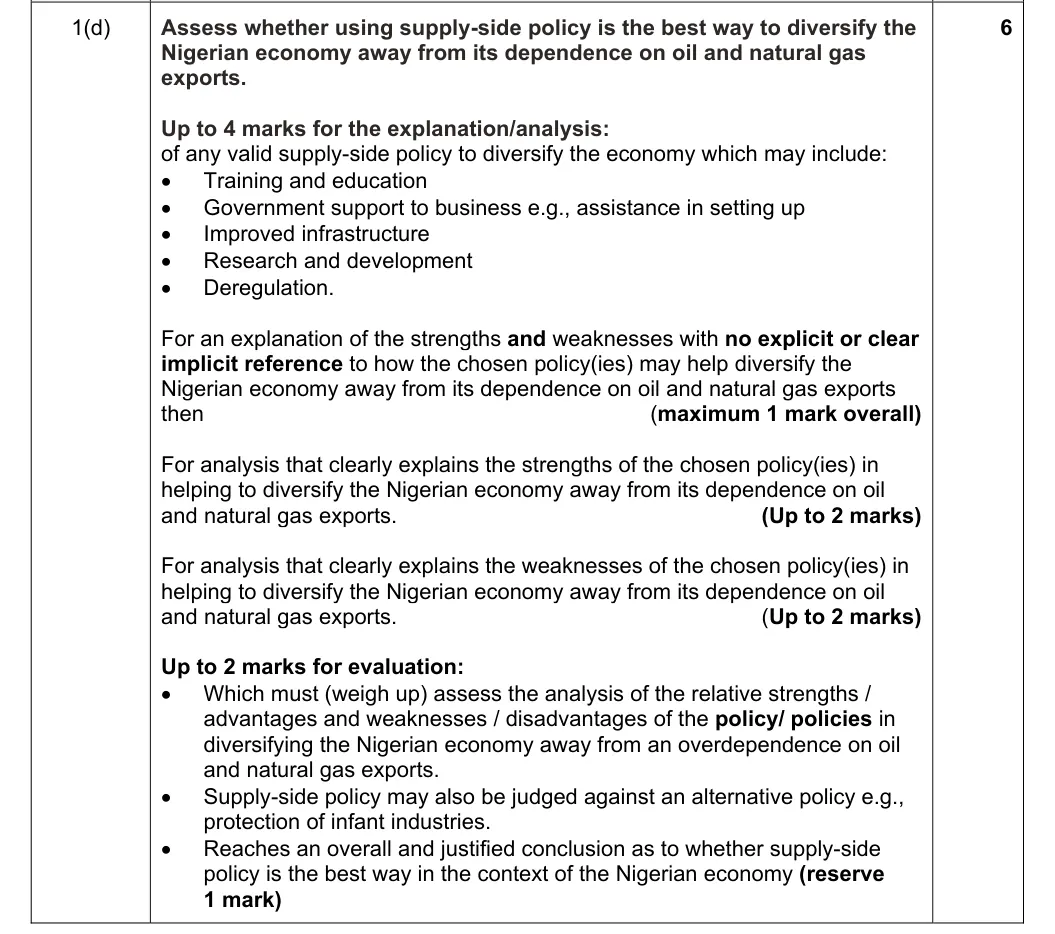 1(d)
Assess whether using supply-side policy is the best way to diversify the
6
Nigerian economy away from its dependence on oil and natural gas
exports.
Up to 4 marks for the explanation/analysis:
of any valid supply-side policy to diversify the economy which may include:
• Training and education
• Government support to business e.g., assistance in setting up
• Improved infrastructure
• Research and development
• Deregulation.
For an explanation of the strengths and weaknesses with no explicit or clear
implicit reference to how the chosen policy(ies) may help diversify the
Nigerian economy away from its dependence on oil and natural gas exports
then (maximum 1 mark overall)
For analysis that clearly explains the strengths of the chosen policy(ies) in
helping to diversify the Nigerian economy away from its dependence on oil
and natural gas exports. (Up to 2 marks)
For analysis that clearly explains the weaknesses of the chosen policy(ies) in
helping to diversify the Nigerian economy away from its dependence on oil
and natural gas exports. (Up to 2 marks)
Up to 2 marks for evaluation:
• Which must (weigh up) assess the analysis of the relative strengths /
advantages and weaknesses / disadvantages of the policy/ policies in
diversifying the Nigerian economy away from an overdependence on oil
and natural gas exports.
• Supply-side policy may also be judged against an alternative policy e.g.,
protection of infant industries.
• Reaches an overall and justified conclusion as to whether supply-side
policy is the best way in the context of the Nigerian economy (reserve
1 mark)